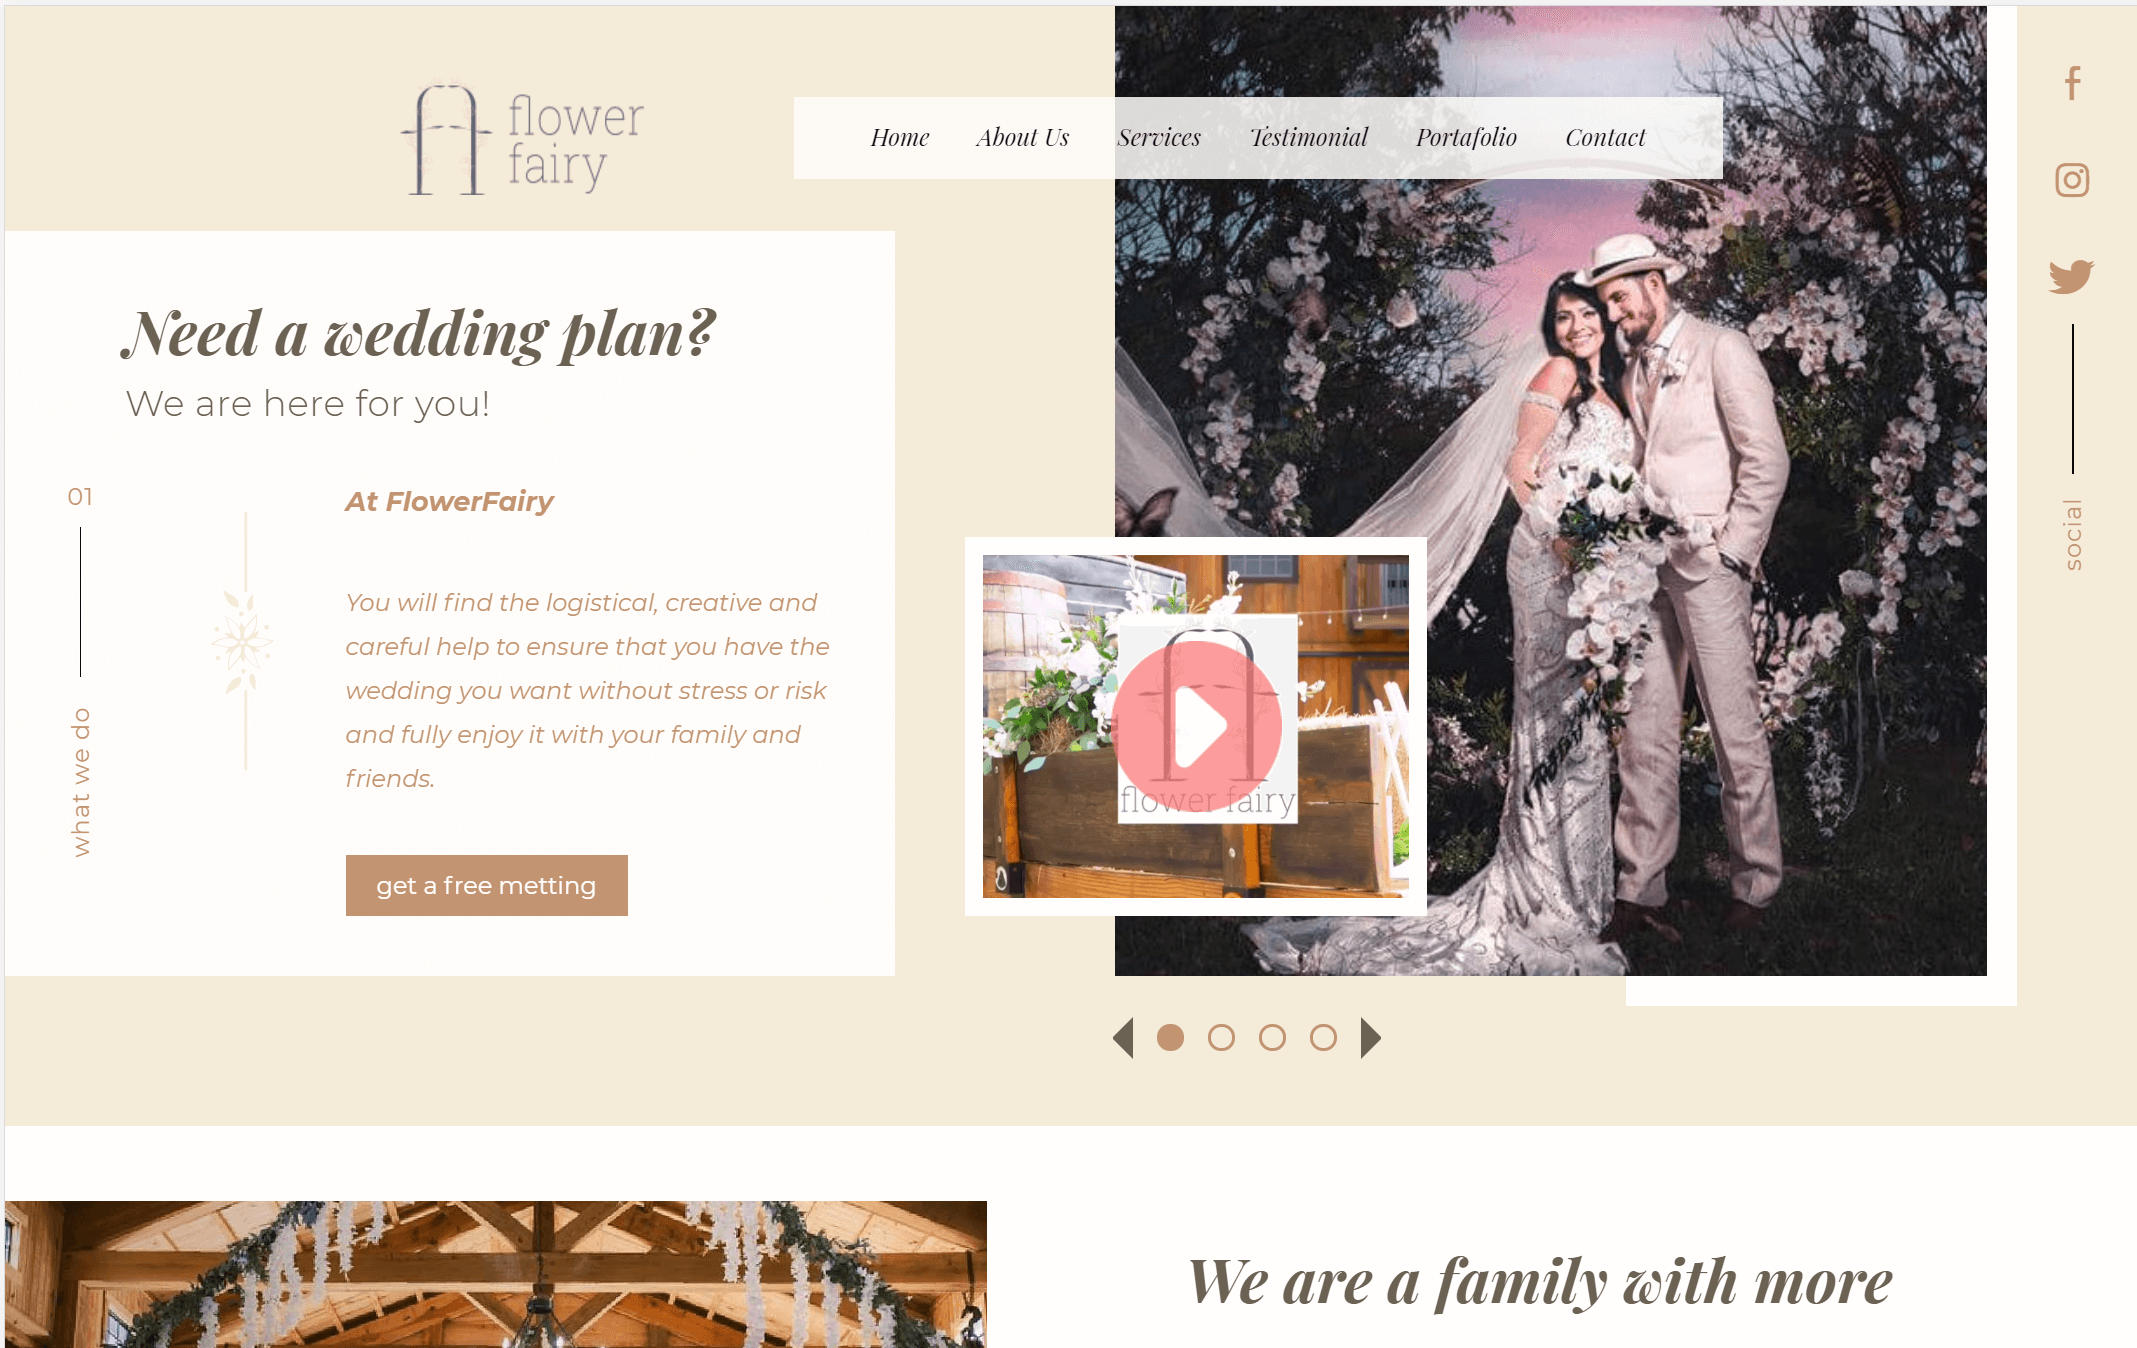 flower
fairy
Home About Us Services Testimonial Portafolio Contact
Need a wedding plan?
We are here for you!
01
what we do
At FlowerFairy
You will find the logistical, creative and
careful help to ensure that you have the
wedding you want without stress or risk
and fully enjoy it with your family and
friends.
get a free metting
flower fairy
social
We are a family with more